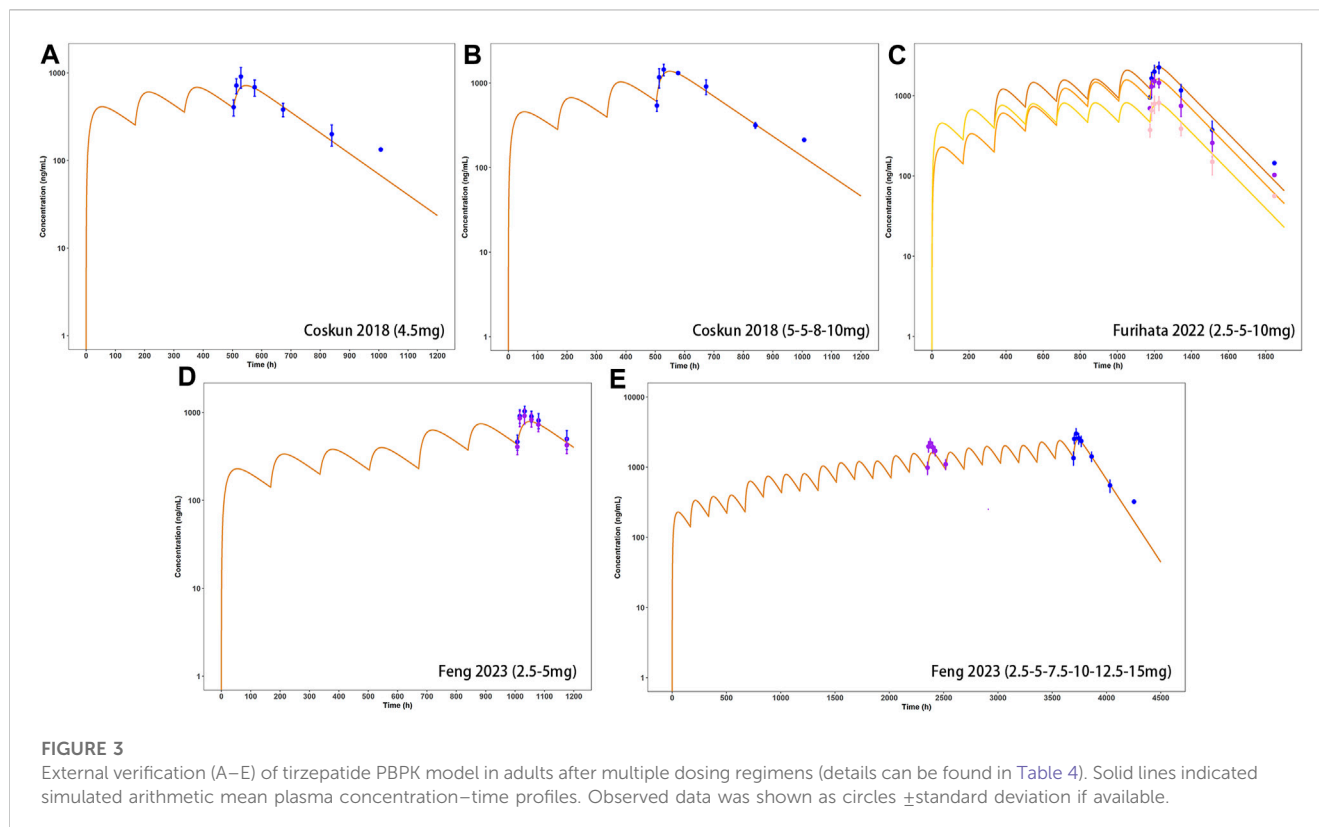 A
Concentration (ng/mL)
1000
100
10
1
0 100 200 300 400 500 600 700 800 900 1000 1100 1200
Time (h)
Coskun 2018 (4.5mg)
B
Concentration (ng/mL)
1000
100
10
1
0 100 200 300 400 500 600 700 800 900 1000 1100 1200
Time (h)
Coskun 2018 (5-5-8-10mg)
C
Concentration (ng/mL)
1000
100
10
1
0 200 400 600 800 1000 1200 1400 1600 1800
Time (h)
Furihata 2022 (2.5-5-10mg)
D
Concentration (ng/mL)
1000
100
10
1
0 100 200 300 400 500 600 700 800 900 1000 1100 1200
Time (h)
Feng 2023 (2.5-5mg)
E
Concentration (ng/mL)
10000
1000
100
10
1
0 500 1000 1500 2000 2500 3000 3500 4000 4500
Time (h)
Feng 2023 (2.5-5-7.5-10-12.5-15mg)
FIGURE 3
External verification (A–E) of tirzepatide PBPK model in adults after multiple dosing regimens (details can be found in Table 4). Solid lines indicated
simulated arithmetic mean plasma concentration–time profiles. Observed data was shown as circles ±standard deviation if available.